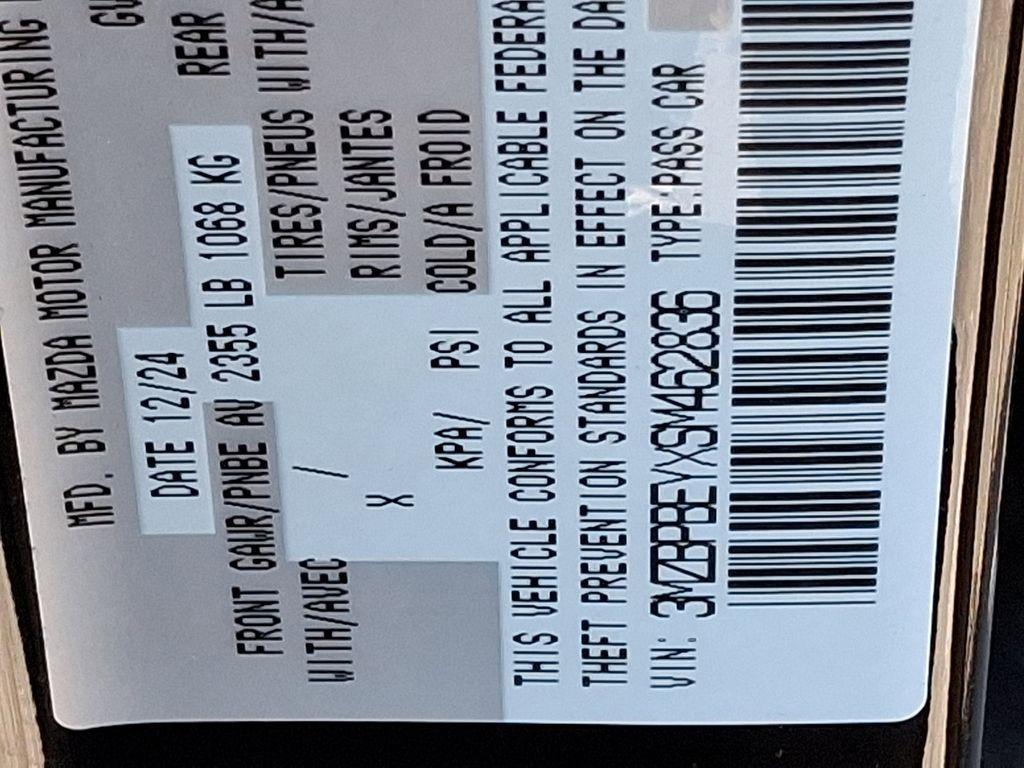 MFD. BY MAZDA MOTOR MANUFACTURING
DATE 12/24
FRONT GAWR/PNBE AV 2355 LB 1068 KG REAR
WITH/AVEC / TIRES/PNEUS WITH/A
X RIMS/JANTES
KPA/ PSI COLD/A FROID
THIS VEHICLE CONFORMS TO ALL APPLICABLE FEDERA
THEFT PREVENTION STANDARDS IN EFFECT ON THE DA
VIN: 3MZBPBEYXSM462836 TYPE:PASS CAR